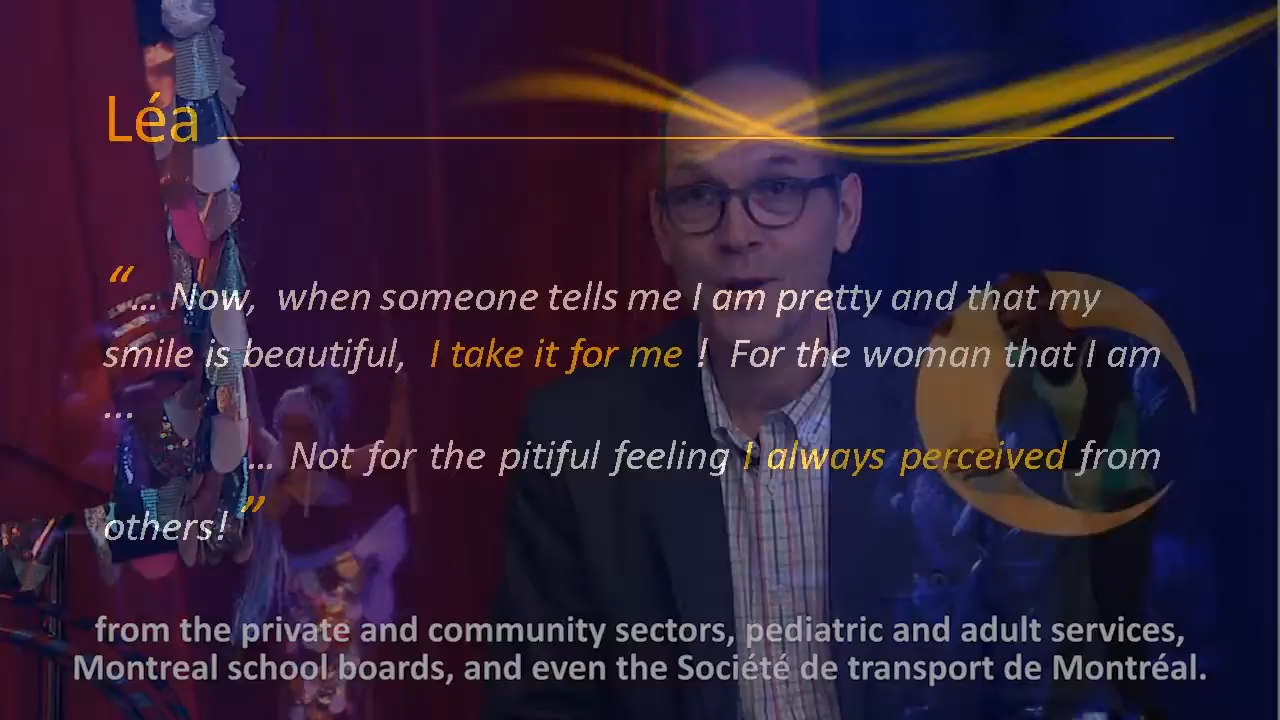 Léa
“… Now, when someone tells me I am pretty and that my
smile is beautiful, I take it for me ! For the woman that I am
…
… Not for the pitiful feeling I always perceived from
others! ”
from the private and community sectors, pediatric and adult services,
Montreal school boards, and even the Société de transport de Montréal.